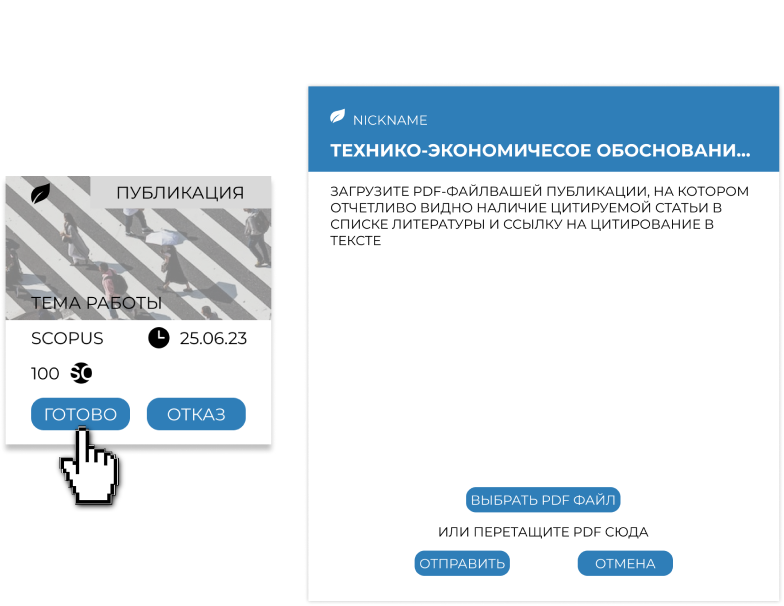 ПУБЛИКАЦИЯ
ТЕМА РАБОТЫ
SCOPUS
25.06.23
100 SC
ГОТОВО
ОТКАЗ
NICKNAME
ТЕХНИКО-ЭКОНОМИЧЕСОЕ ОБОСНОВАНИ...
ЗАГРУЗИТЕ PDF-ФАЙЛВАШЕЙ ПУБЛИКАЦИИ, НА КОТОРОМ
ОТЧЕТЛИВО ВИДНО НАЛИЧИЕ ЦИТИРУЕМОЙ СТАТЬИ В
СПИСКЕ ЛИТЕРАТУРЫ И ССЫЛКУ НА ЦИТИРОВАНИЕ В
ТЕКСТЕ
ВЫБРАТЬ PDF ФАЙЛ
ИЛИ ПЕРЕТАЩИТЕ PDF СЮДА
ОТПРАВИТЬ
ОТМЕНА